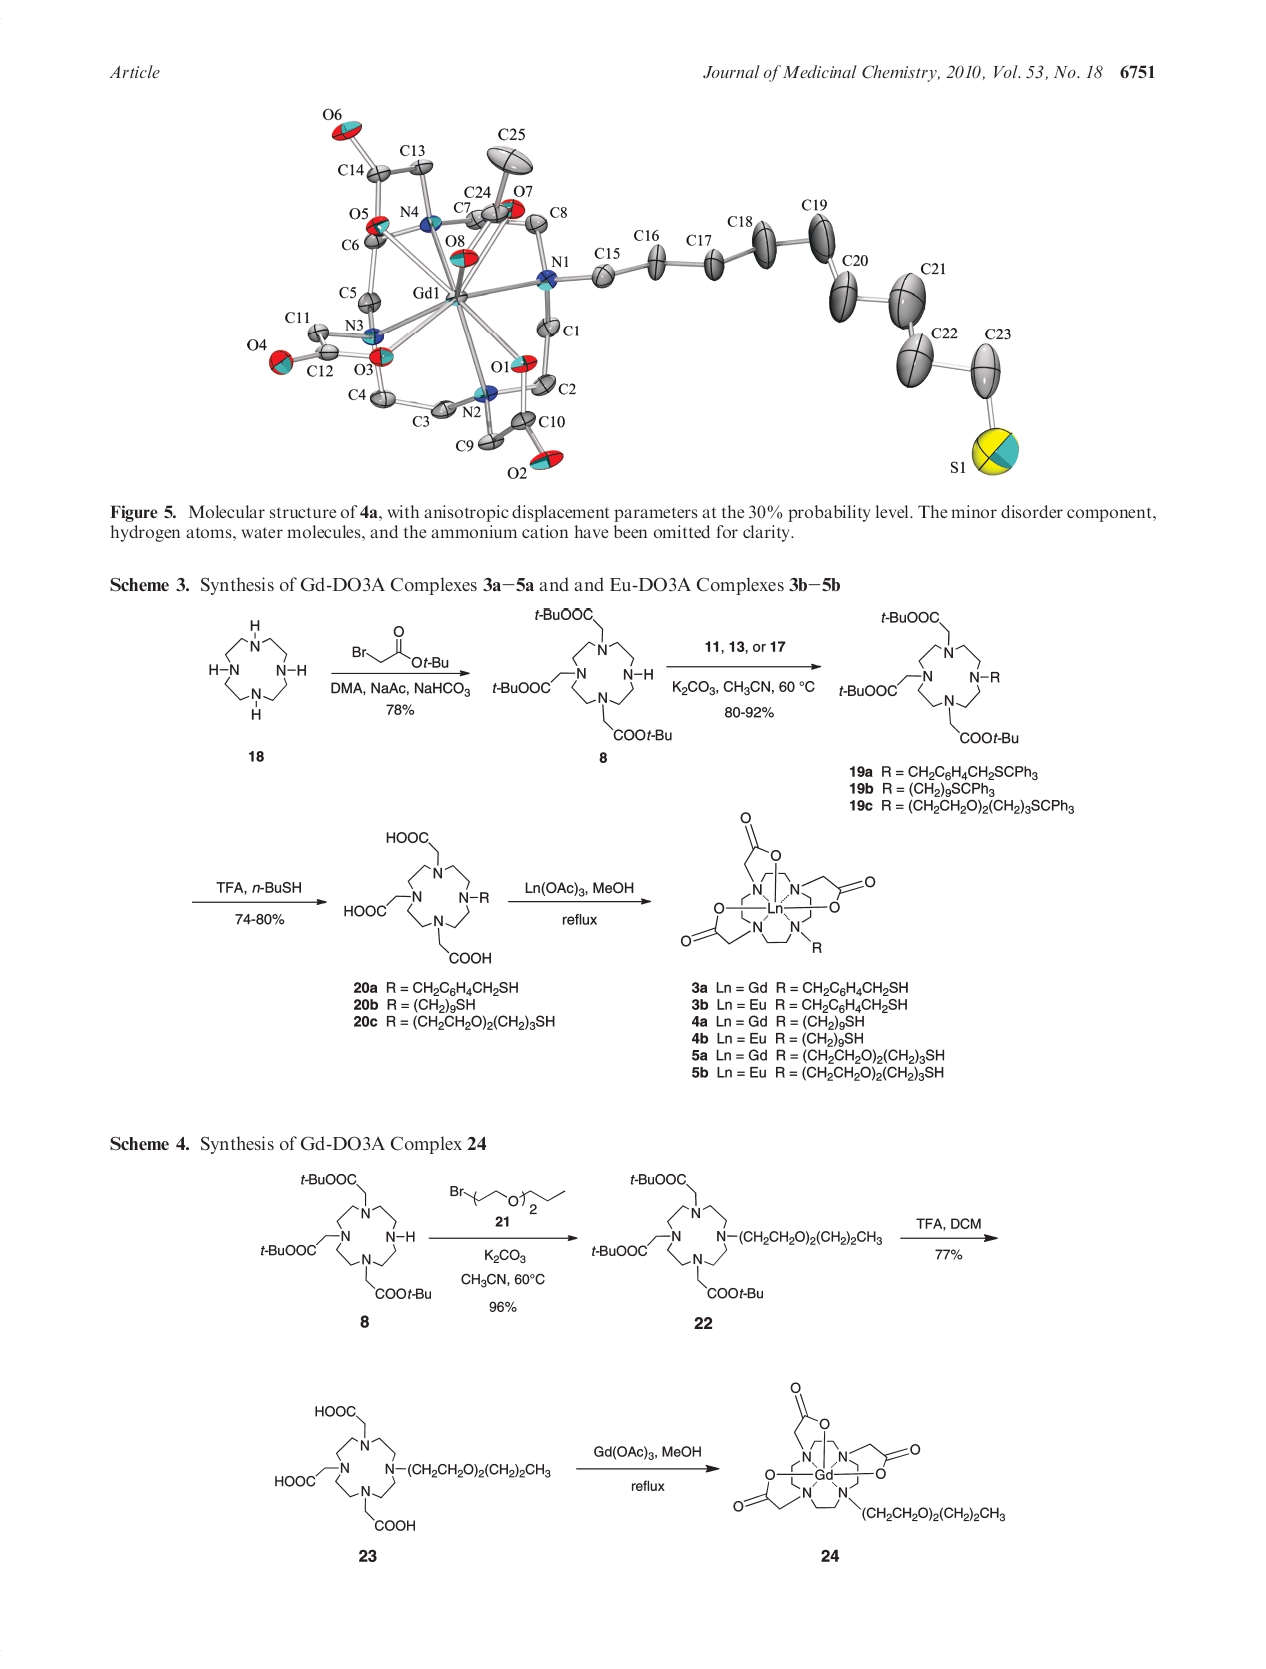 Article
Journal of Medicinal Chemistry, 2010, Vol. 53, No. 18 6751
O6
C25
C13
C14
C24
O7
C19
O5
N4
C7
C8
C18
C6
O8
C16
C17
C15
N1
C20
C21
Gd1
C5
C11
N3
C1
C22
C23
O4
C12
O3
O1
C4
C2
C3
N2
C10
C9
O2
S1
Figure 5. Molecular structure of 4a, with anisotropic displacement parameters at the 30% probability level. The minor disorder component,
hydrogen atoms, water molecules, and the ammonium cation have been omitted for clarity.
Scheme 3. Synthesis of Gd-DO3A Complexes 3a−5a and and Eu-DO3A Complexes 3b−5b
H
N
H-N
N-H
N
H
18
Br
O
Ot-Bu
DMA, NaAc, NaHCO3
78%
t-BuOOC
N
N
N-H
t-BuOOC
N
COOt-Bu
8
11, 13, or 17
K2CO3, CH3CN, 60 °C
80-92%
t-BuOOC
N
N
N-R
t-BuOOC
N
COOt-Bu
19a R = CH2C6H4CH2SCPh3
19b R = (CH2)9SCPh3
19c R = (CH2CH2O)2(CH2)3SCPh3
TFA, n-BuSH
74-80%
HOOC
N
N
N-R
HOOC
N
COOH
20a R = CH2C6H4CH2SH
20b R = (CH2)9SH
20c R = (CH2CH2O)2(CH2)3SH
Ln(OAc)3, MeOH
reflux
O
O
N
N
O
O
Ln
O
O
N
N
R
3a Ln = Gd R = CH2C6H4CH2SH
3b Ln = Eu R = CH2C6H4CH2SH
4a Ln = Gd R = (CH2)9SH
4b Ln = Eu R = (CH2)9SH
5a Ln = Gd R = (CH2CH2O)2(CH2)3SH
5b Ln = Eu R = (CH2CH2O)2(CH2)3SH
Scheme 4. Synthesis of Gd-DO3A Complex 24
t-BuOOC
N
N
N-H
t-BuOOC
N
COOt-Bu
8
Br
O
2
21
K2CO3
CH3CN, 60°C
96%
t-BuOOC
N
N
N-(CH2CH2O)2(CH2)2CH3
t-BuOOC
N
COOt-Bu
22
TFA, DCM
77%
HOOC
N
N
N-(CH2CH2O)2(CH2)2CH3
HOOC
N
COOH
23
Gd(OAc)3, MeOH
reflux
O
O
N
N
O
O
Gd
O
O
N
N
(CH2CH2O)2(CH2)2CH3
24